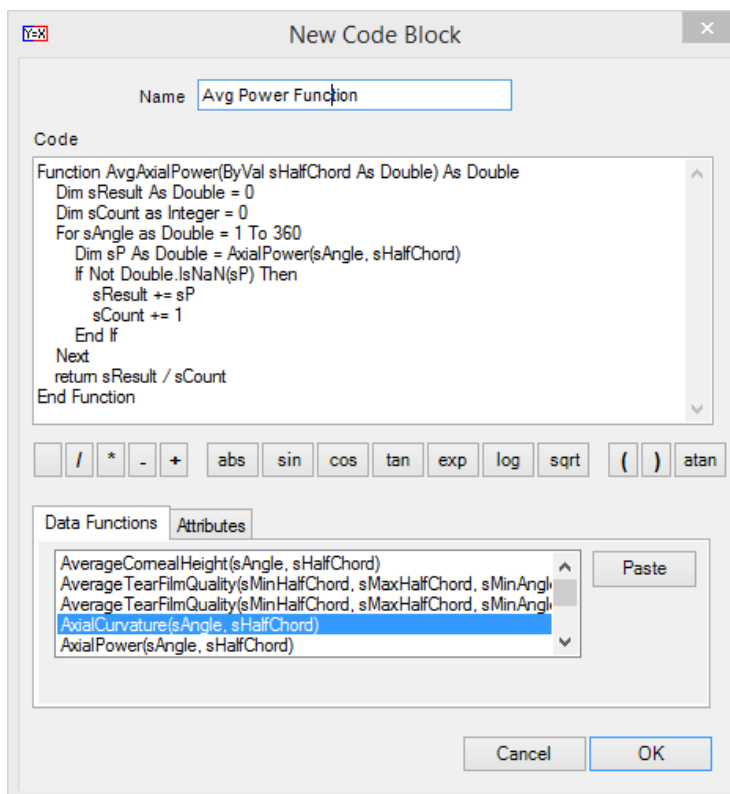 Y=X
New Code Block
Name
Avg Power Function
Code
Function AvgAxialPower(ByVal sHalfChord As Double) As Double
Dim sResult As Double = 0
Dim sCount as Integer = 0
For sAngle as Double = 1 To 360
Dim sP As Double = AxialPower(sAngle, sHalfChord)
If Not Double.IsNaN(sP) Then
sResult += sP
sCount += 1
End If
Next
return sResult / sCount
End Function
/ * - + abs sin cos tan exp log sqrt ( ) atan
Data Functions Attributes
AverageCornealHeight(sAngle, sHalfChord)
AverageTearFilmQuality(sMinHalfChord, sMaxHalfChord, sMinAngl
AverageTearFilmQuality(sMinHalfChord, sMaxHalfChord, sMinAngl
AxialCurvature(sAngle, sHalfChord)
AxialPower(sAngle, sHalfChord)
Paste
Cancel OK